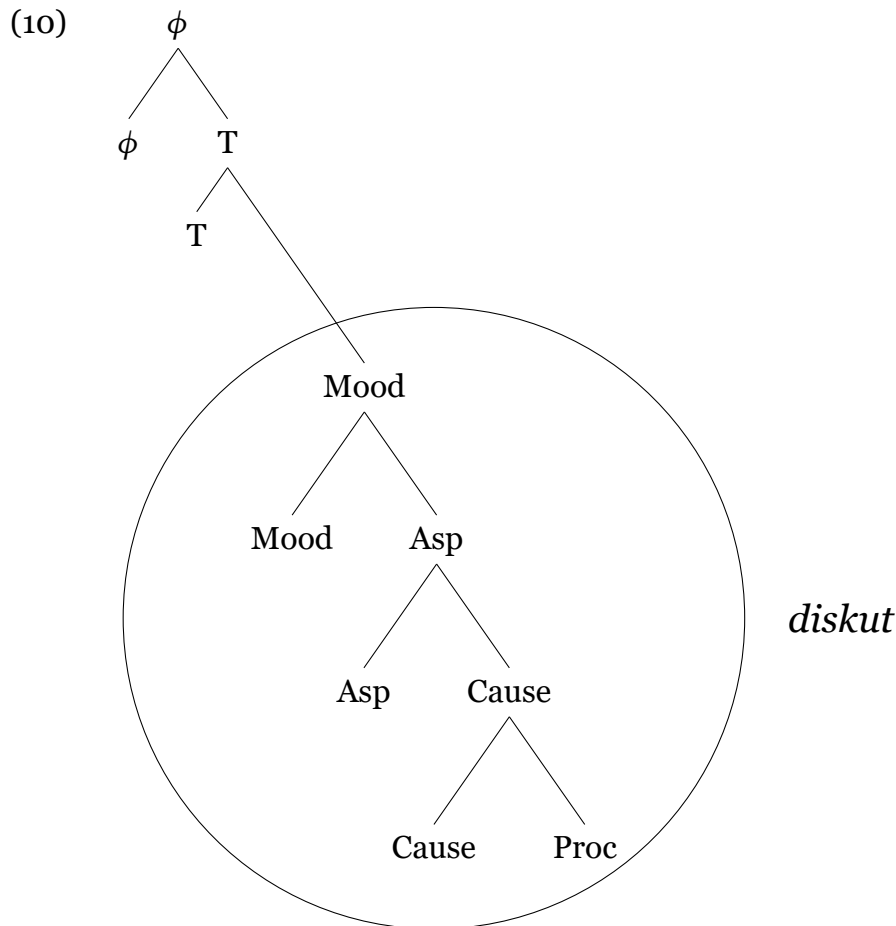 (10) ϕ
ϕ T
T
Mood
Mood Asp
diskut
Asp Cause
Cause Proc